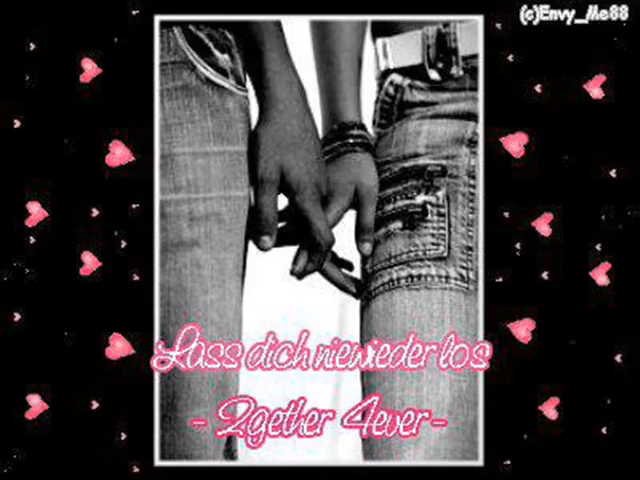 (c)Envy_Me88
Lass dich niewieder los
- 2gether 4ever -